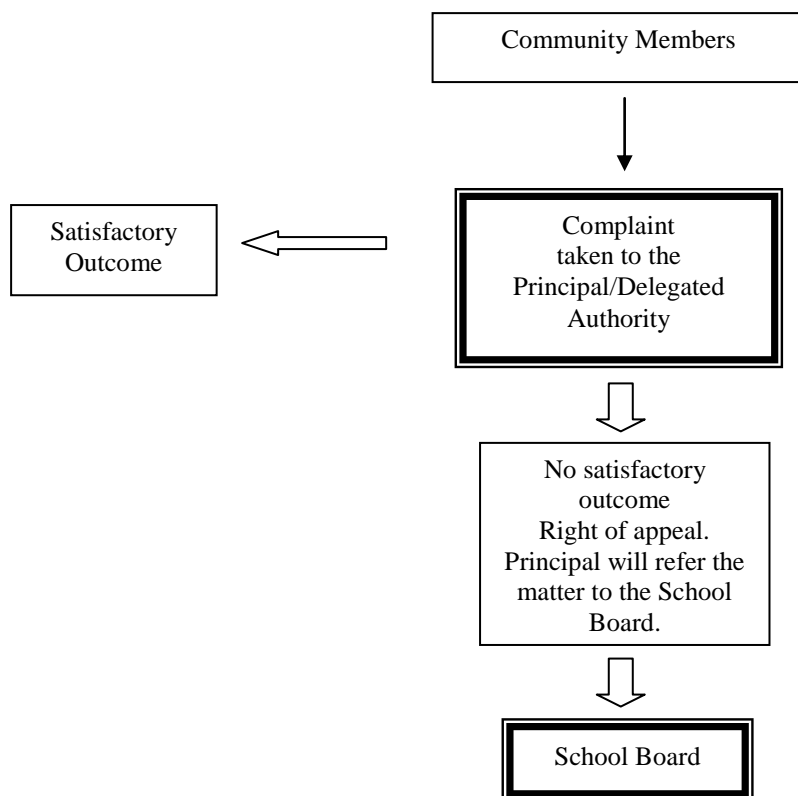 Community Members
Satisfactory
Outcome
Complaint
taken to the
Principal/Delegated
Authority
No satisfactory
outcome
Right of appeal.
Principal will refer the
matter to the School
Board.
School Board